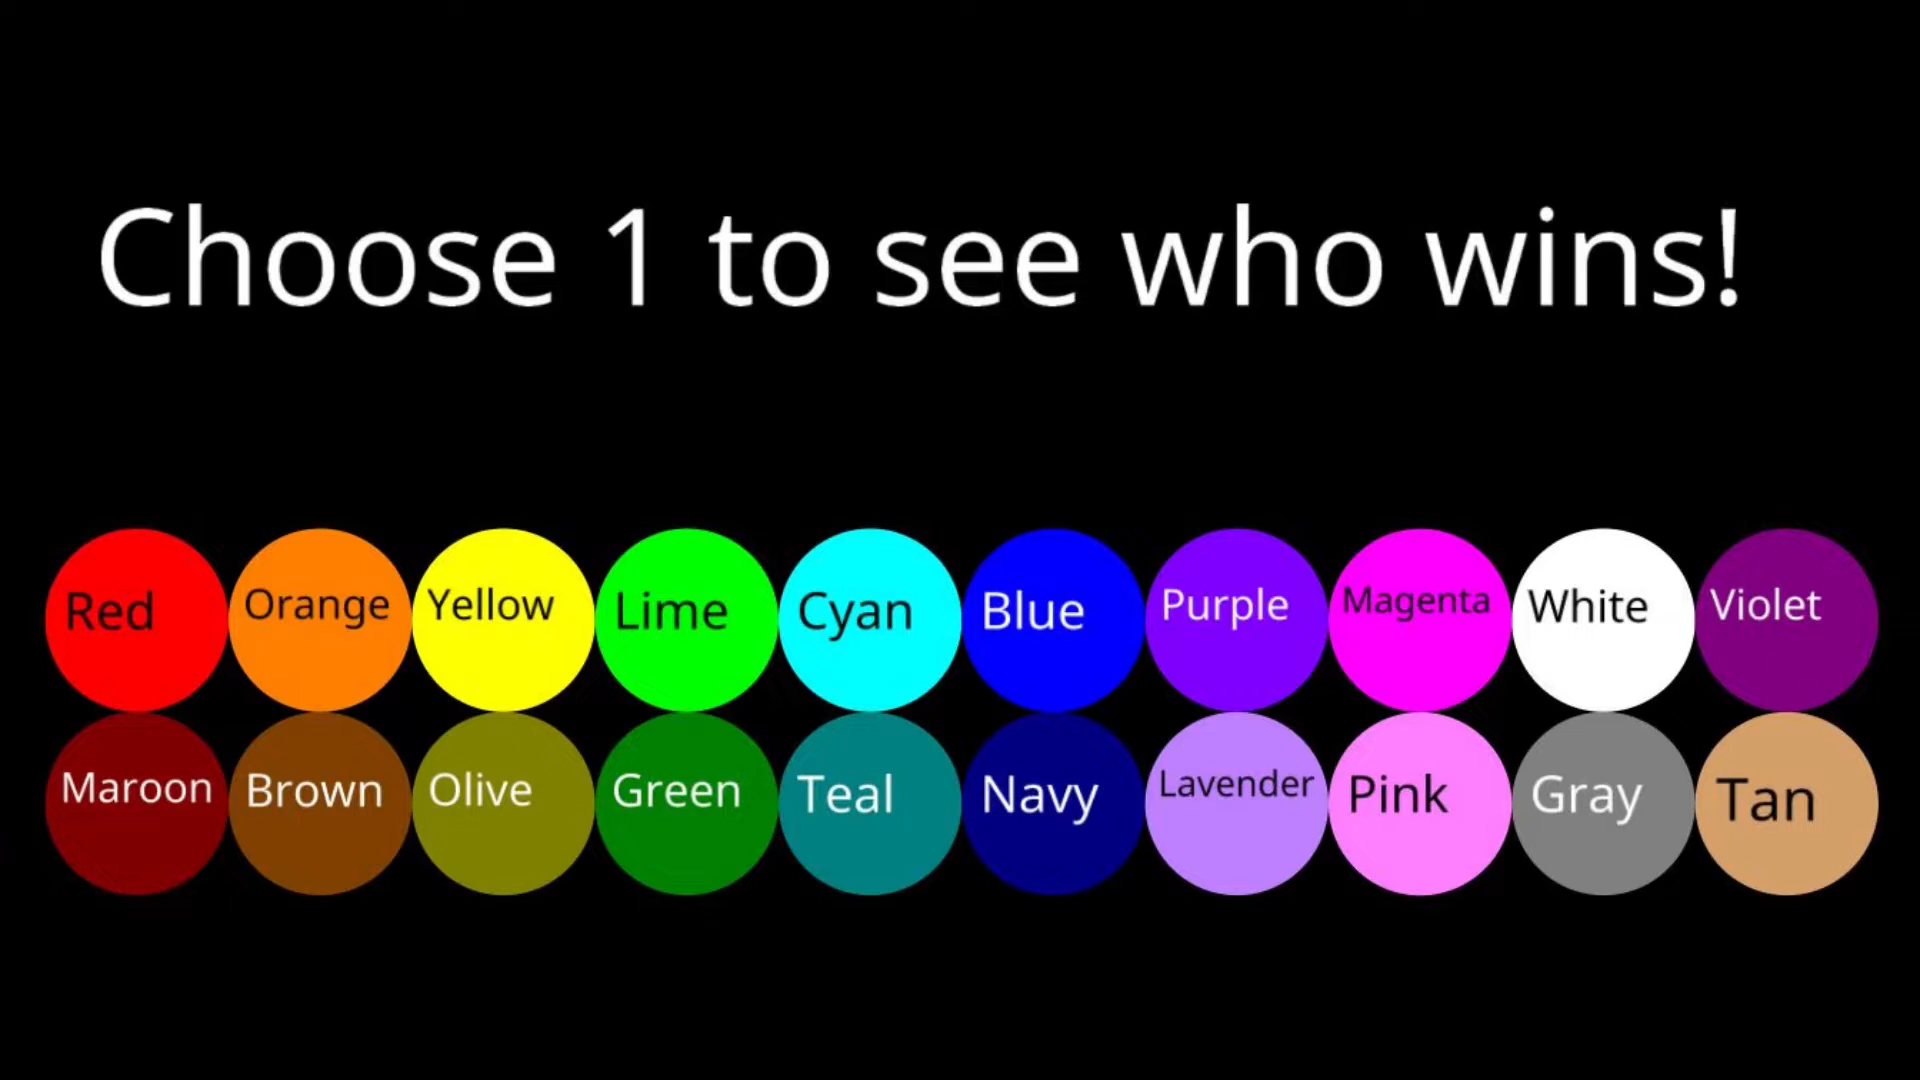 Choose 1 to see who wins!
Red Orange Yellow Lime Cyan Blue Purple Magenta White Violet
Maroon Brown Olive Green Teal Navy Lavender Pink Gray Tan